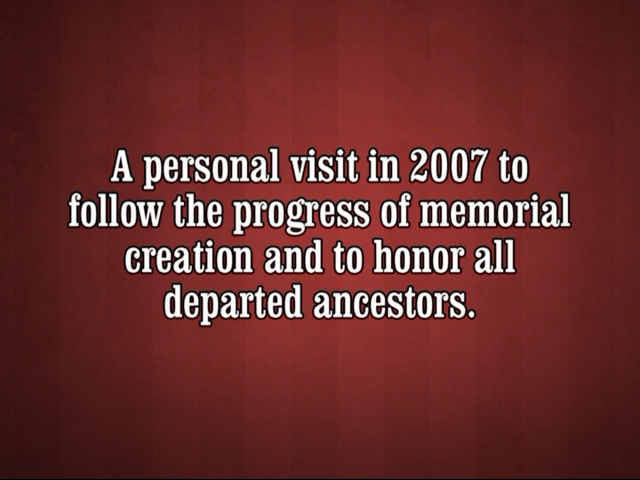 A personal visit in 2007 to
follow the progress of memorial
creation and to honor all
departed ancestors.